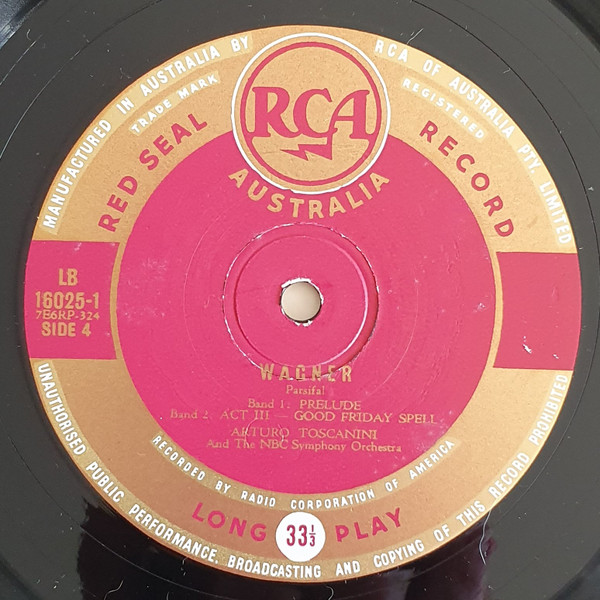 MANUFACTURED IN AUSTRALIA BY RCA OF AUSTRALIA PTY. LIMITED
TRADE MARK REGISTERED
RCA
AUSTRALIA
RED SEAL RECORD
LB
16025-1
7E6RP-324
SIDE 4
WAGNER
Parsifal
Band 1: PRELUDE
Band 2: ACT III — GOOD FRIDAY SPELL
ARTURO TOSCANINI
And The NBC Symphony Orchestra
RECORDED BY RADIO CORPORATION OF AMERICA
LONG 33⅓ PLAY
UNAUTHORISED PUBLIC PERFORMANCE, BROADCASTING AND COPYING OF THIS RECORD PROHIBITED